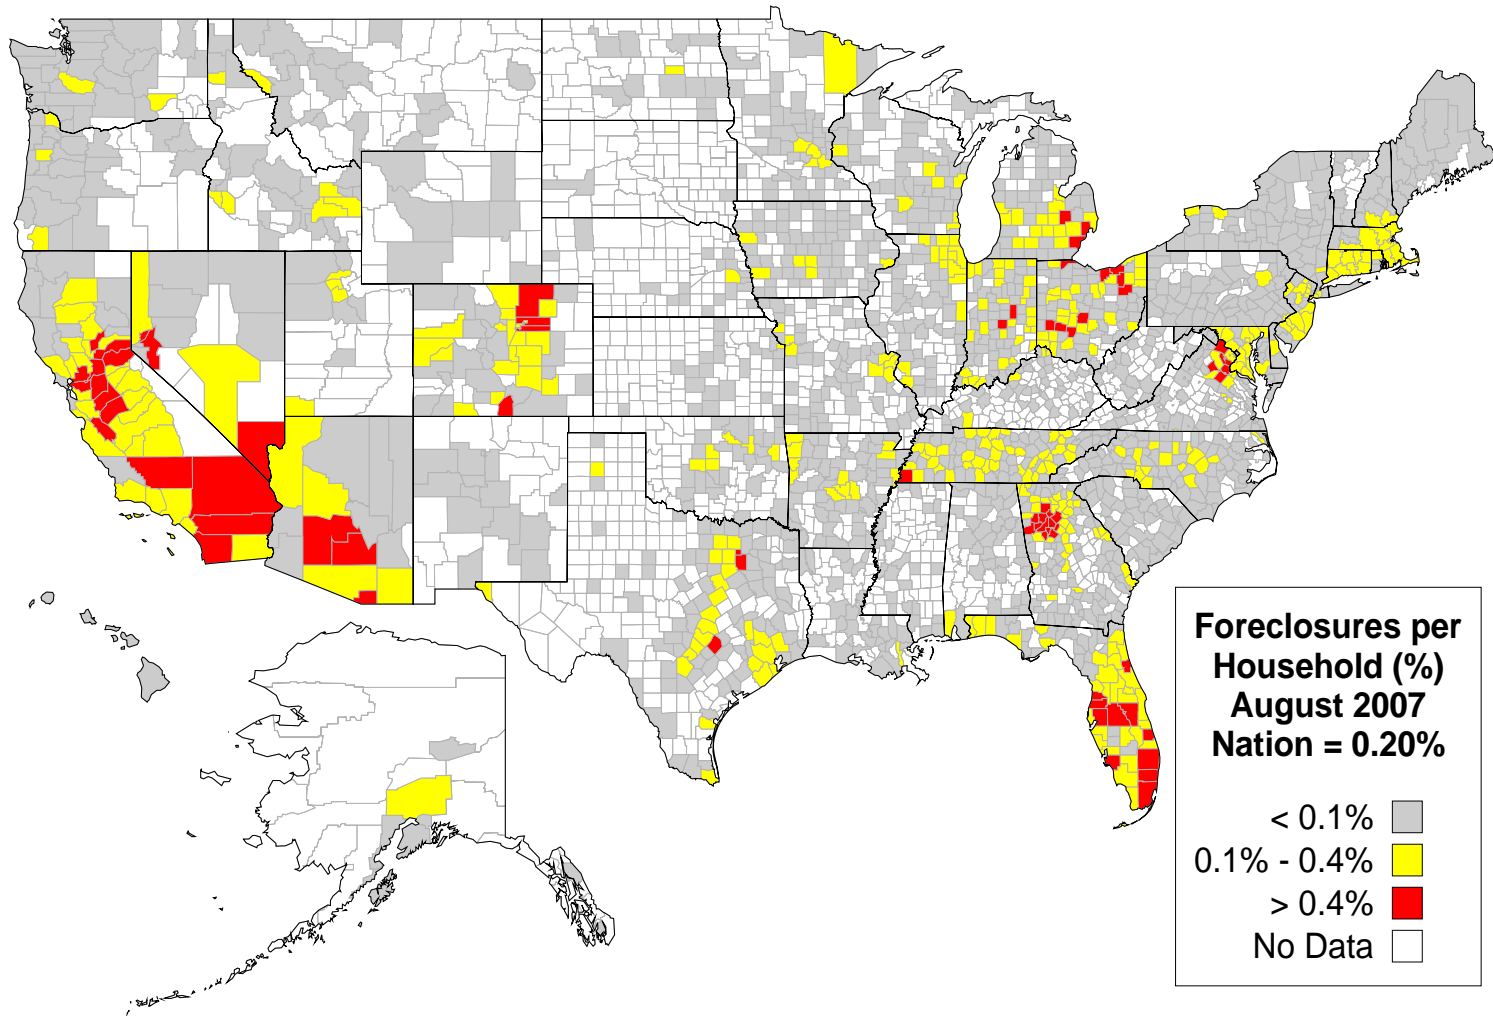 Foreclosures per
Household (%)
August 2007
Nation = 0.20%
< 0.1%
0.1% - 0.4%
> 0.4%
No Data